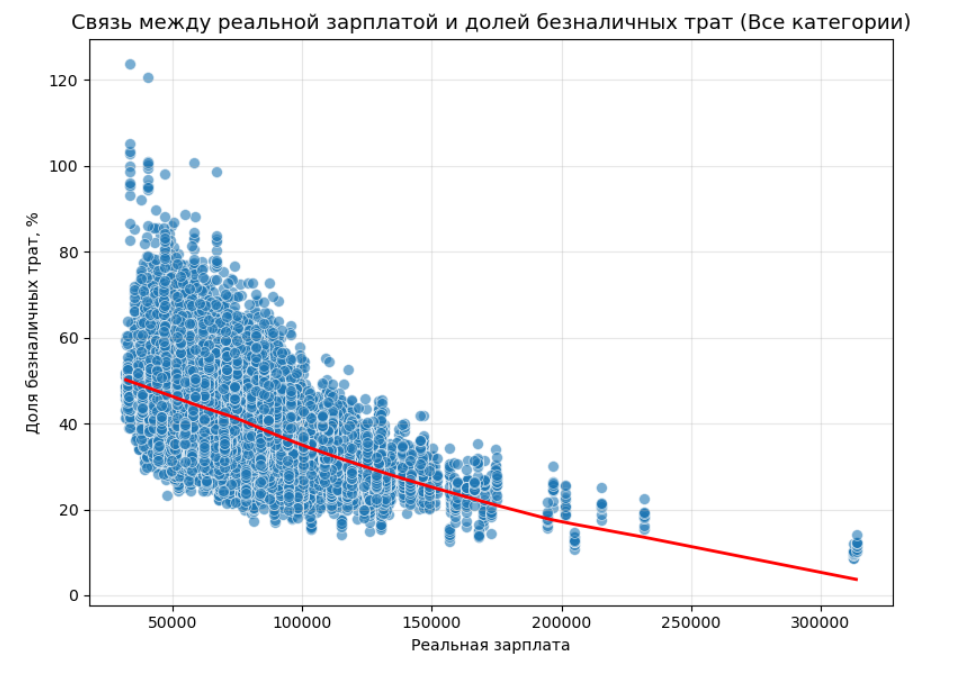 Связь между реальной зарплатой и долей безналичных трат (Все категории)
Доля безналичных трат, %
120
100
80
60
40
20
0
50000 100000 150000 200000 250000 300000
Реальная зарплата